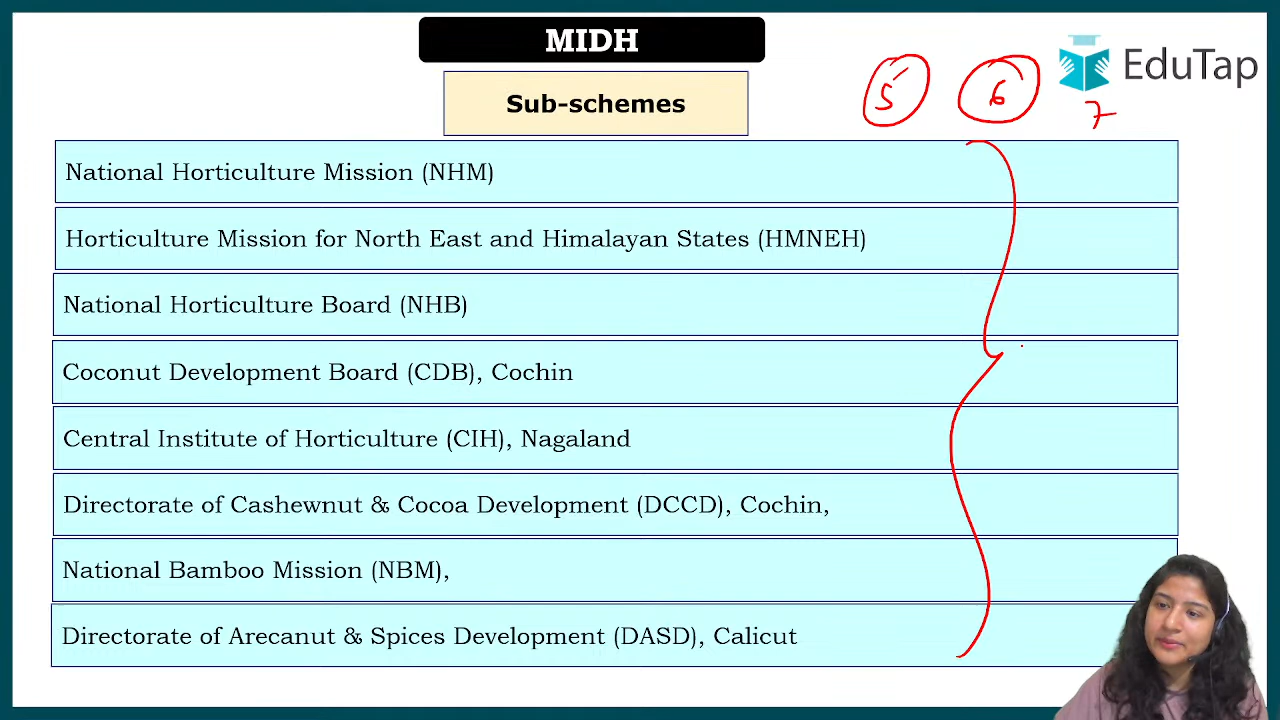 MIDH
EduTap
Sub-schemes
5 6 7
National Horticulture Mission (NHM)
Horticulture Mission for North East and Himalayan States (HMNEH)
National Horticulture Board (NHB)
Coconut Development Board (CDB), Cochin
Central Institute of Horticulture (CIH), Nagaland
Directorate of Cashewnut & Cocoa Development (DCCD), Cochin,
National Bamboo Mission (NBM),
Directorate of Arecanut & Spices Development (DASD), Calicut